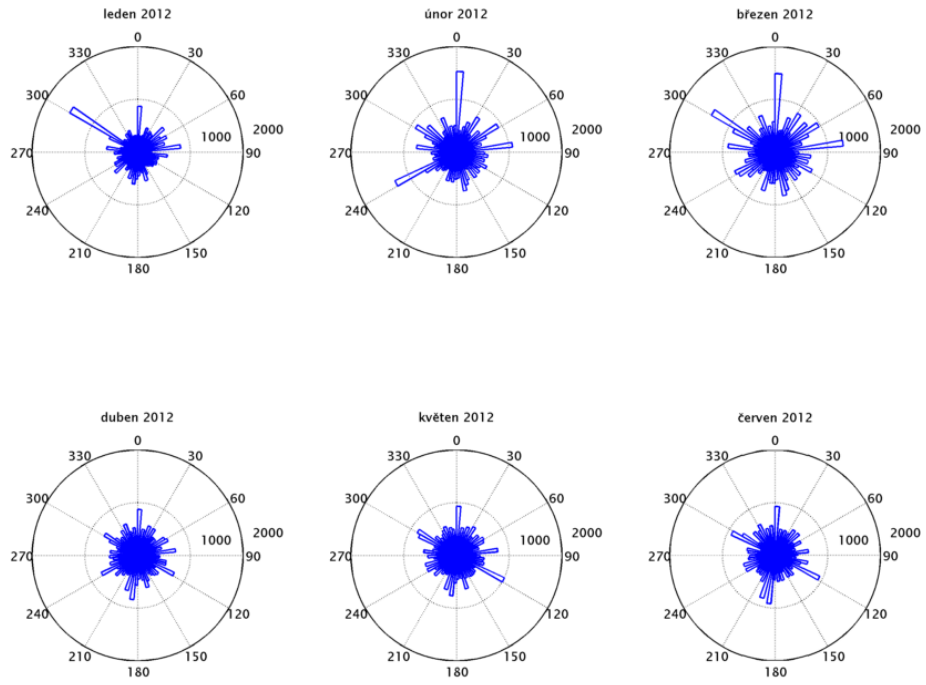 leden 2012 únor 2012 březen 2012
0 0 0
330 30 330 30 330 30
300 60 300 60 300 60
1000 2000 1000 2000 1000 2000
270 90 270 90 270 90
240 120 240 120 240 120
210 150 210 150 210 150
180 180 180
duben 2012 květen 2012 červen 2012
0 0 0
330 30 330 30 330 30
300 60 300 60 300 60
1000 2000 1000 2000 1000 2000
270 90 270 90 270 90
240 120 240 120 240 120
210 150 210 150 210 150
180 180 180